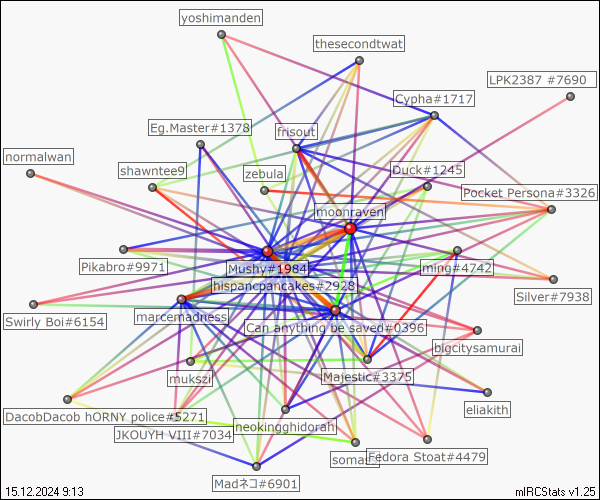 yoshimanden
thesecondtwat
LPK2387 #7690
Cypha#1717
Eg.Master#1378
frisout
normalwan
shawntee9
zebula
Duck#1245
Pocket Persona#3326
moonraven
Pikabro#9971
Mushy#1984
ming#4742
hispancpancakes#2928
Silver#7938
Swirly Boi#6154
marcemadness
Can anything be saved#0396
bigcitysamurai
mukszi
Majestic#3375
eliakith
DacobDacob hORNY police#5271
JKOUYH VIII#7034
neokingghidorah
Fedora Stoat#4479
Madネコ#6901
15.12.2024 9:13
mIRCStats v1.25